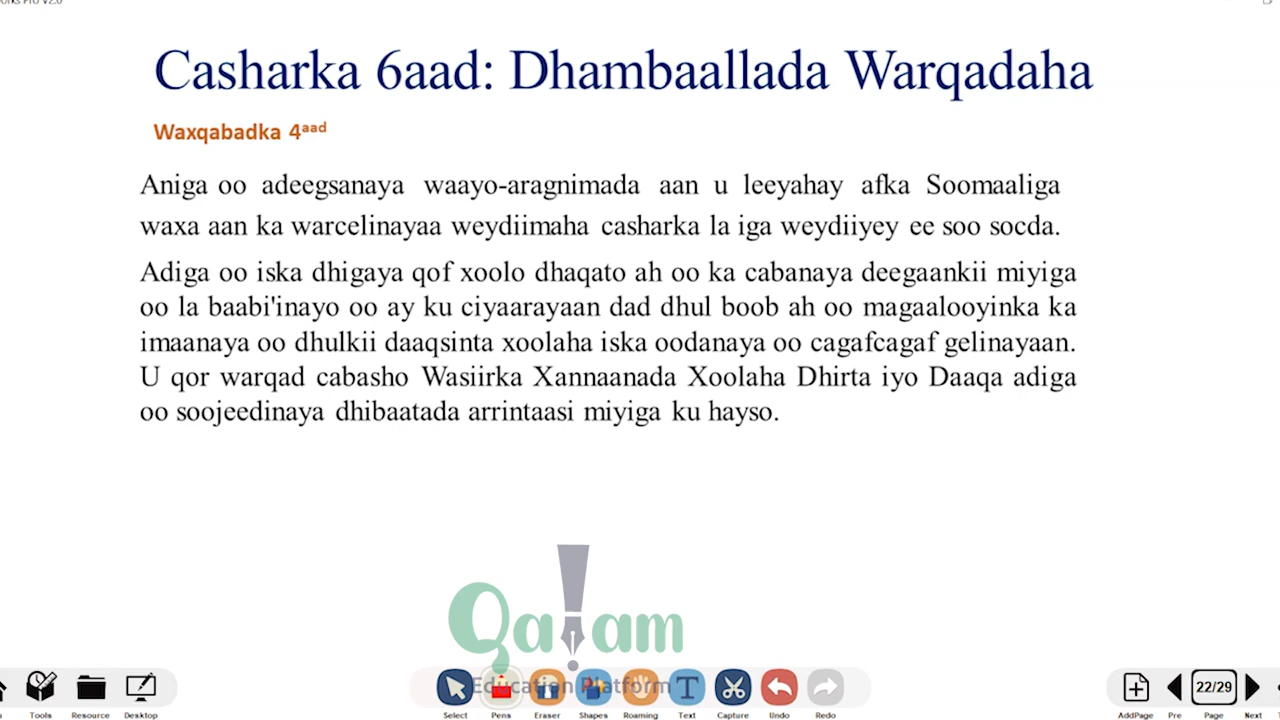 Casharka 6aad: Dhambaallada Warqadaha
Waxqabadka 4aad
Aniga oo adeegsanaya waayo-aragnimada aan u leeyahay afka Soomaaliga
waxa aan ka warcelinayaa weydiimaha casharka la iga weydiiyey ee soo socda.
Adiga oo iska dhigaya qof xoolo dhaqato ah oo ka cabanaya deegaankii miyiga
oo la baabi'inayo oo ay ku ciyaarayaan dad dhul boob ah oo magaalooyinka ka
imaanaya oo dhulkii daaqsinta xoolaha iska oodanaya oo cagafcagaf gelinayaan.
U qor warqad cabasho Wasiirka Xannaanada Xoolaha Dhirta iyo Daaqa adiga
oo soojeedinaya dhibaatada arrintaasi miyiga ku hayso.
Qalam
Education Platform
22/29
Tools Resource Desktop Select Pens Eraser Shapes Roaming Text Capture Undo Redo AddPage Pre Page Next